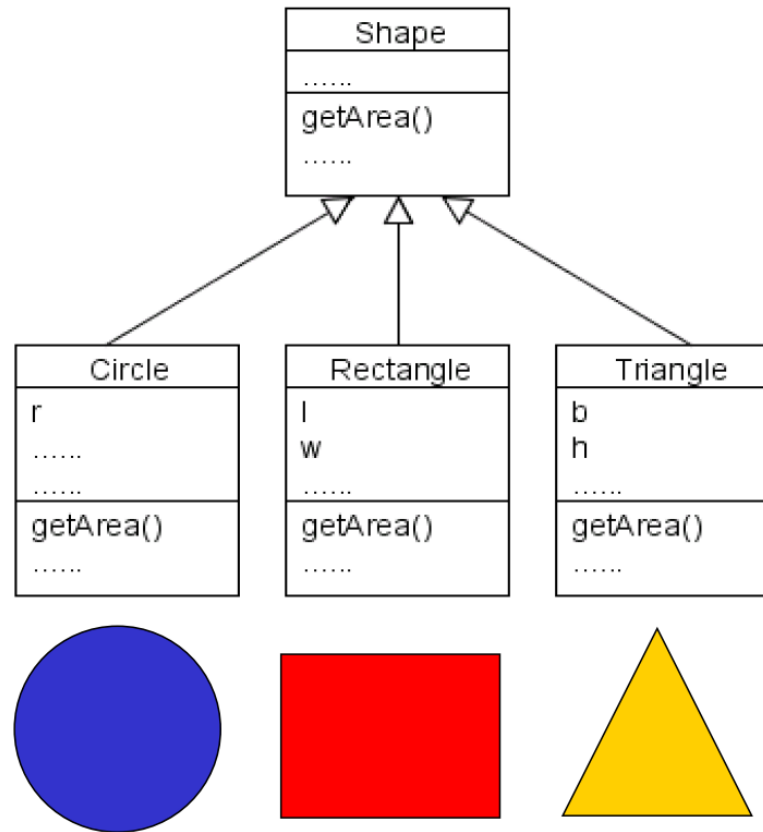 Shape
......
getArea()
......
Circle
r
......
......
getArea()
......
Rectangle
l
w
......
getArea()
......
Triangle
b
h
......
getArea()
......